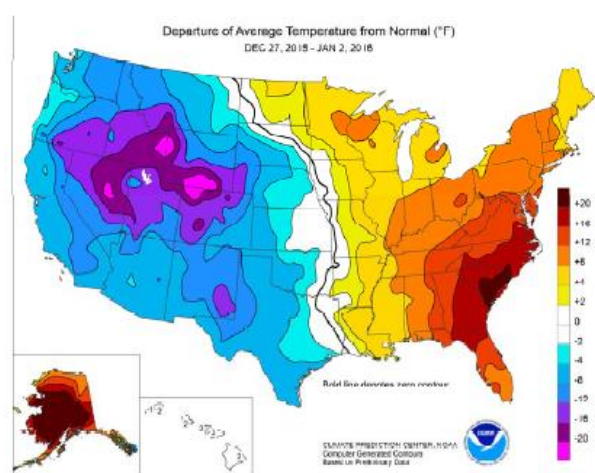 Departure of Average Temperature from Normal (°F)
DEC 27, 2015 - JAN 2, 2016
+20
+16
+12
+8
+4
+2
0
-2
-4
-8
-16
-20
Bold line denotes zero contour
CLIMATE PREDICTION CENTER, NOAA
Computer Generated Contours
Based on Preliminary Data
NOAA